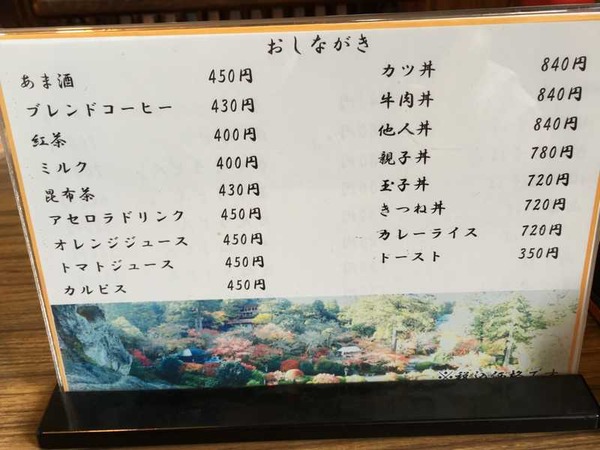 おしながき
あま酒 450円
ブレンドコーヒー 430円
紅茶 400円
ミルク 400円
昆布茶 430円
アセロラドリンク 450円
オレンジジュース 450円
トマトジュース 450円
カルピス 450円
カツ丼 840円
牛肉丼 840円
他人丼 840円
親子丼 780円
玉子丼 720円
きつね丼 720円
カレーライス 720円
トースト 350円
※税込価格です